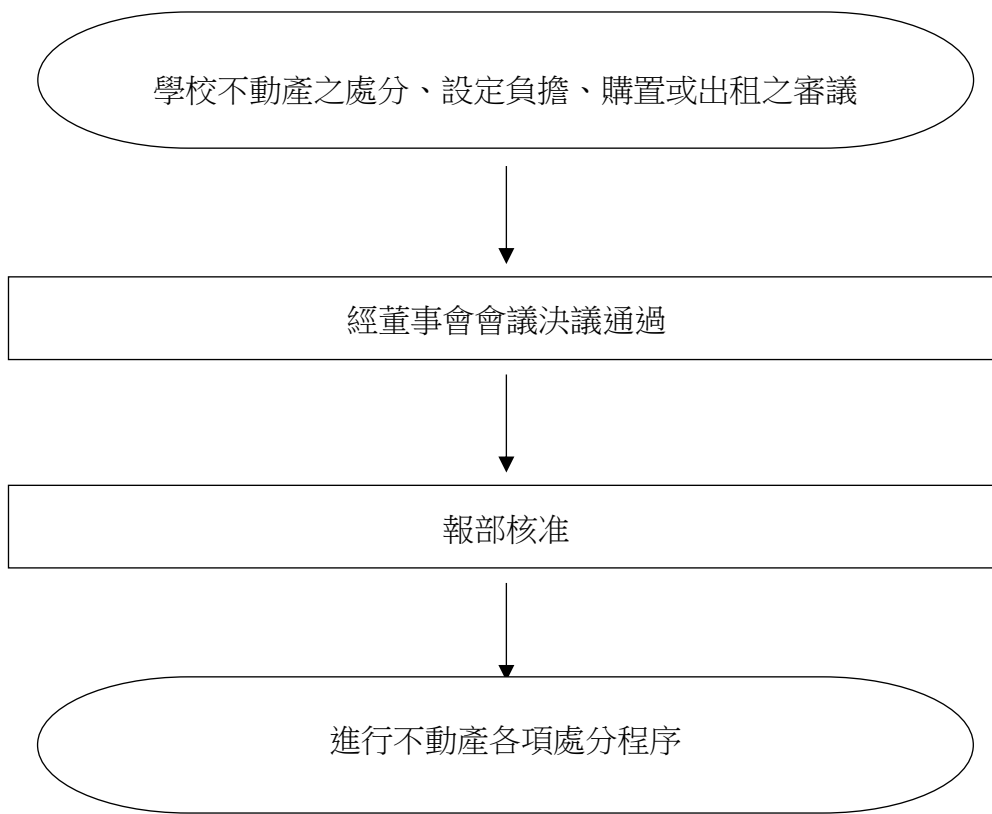 學校不動產之處分、設定負擔、購置或出租之審議
經董事會會議決議通過
報部核准
進行不動產各項處分程序